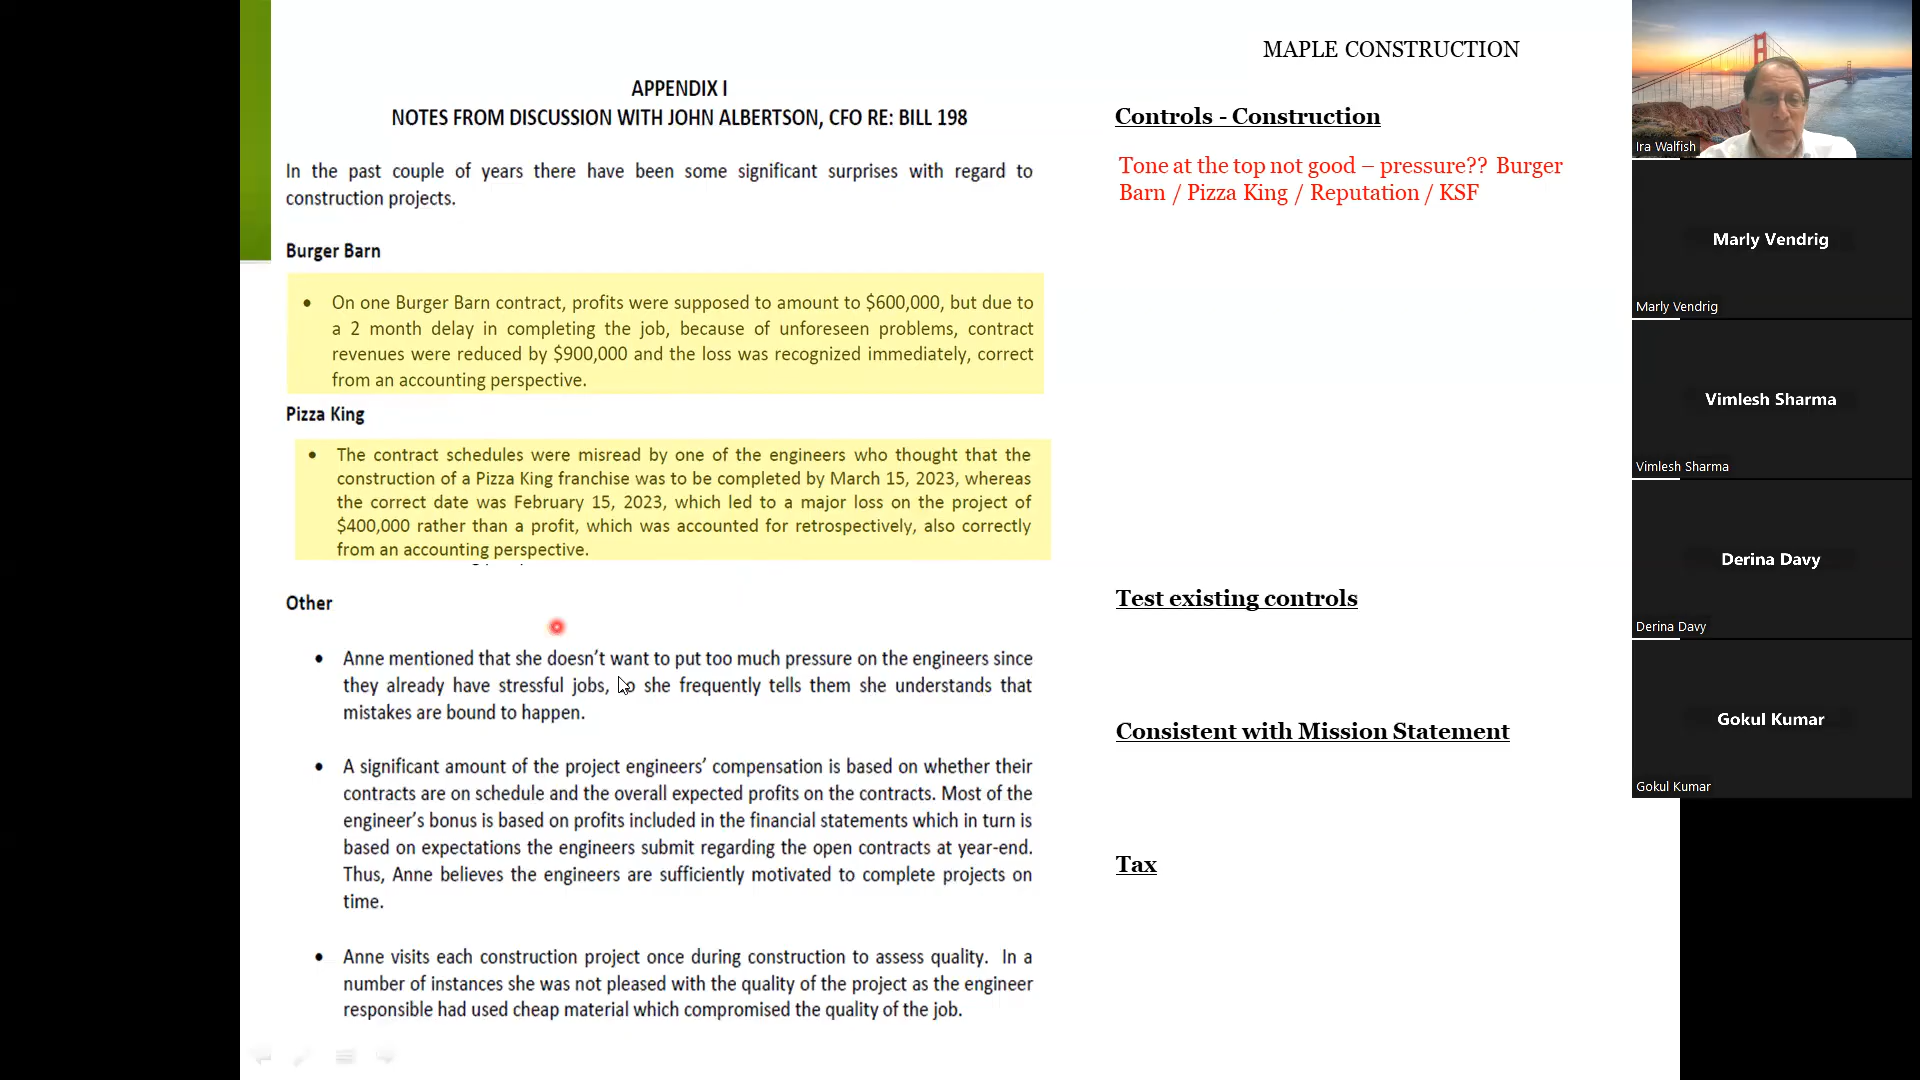 MAPLE CONSTRUCTION
APPENDIX I
NOTES FROM DISCUSSION WITH JOHN ALBERTSON, CFO RE: BILL 198
In the past couple of years there have been some significant surprises with regard to
construction projects.
Burger Barn
• On one Burger Barn contract, profits were supposed to amount to $600,000, but due to
a 2 month delay in completing the job, because of unforeseen problems, contract
revenues were reduced by $900,000 and the loss was recognized immediately, correct
from an accounting perspective.
Pizza King
• The contract schedules were misread by one of the engineers who thought that the
construction of a Pizza King franchise was to be completed by March 15, 2023, whereas
the correct date was February 15, 2023, which led to a major loss on the project of
$400,000 rather than a profit, which was accounted for retrospectively, also correctly
from an accounting perspective.
Other
• Anne mentioned that she doesn't want to put too much pressure on the engineers since
they already have stressful jobs, so she frequently tells them she understands that
mistakes are bound to happen.
• A significant amount of the project engineers' compensation is based on whether their
contracts are on schedule and the overall expected profits on the contracts. Most of the
engineer's bonus is based on profits included in the financial statements which in turn is
based on expectations the engineers submit regarding the open contracts at year-end.
Thus, Anne believes the engineers are sufficiently motivated to complete projects on
time.
• Anne visits each construction project once during construction to assess quality. In a
number of instances she was not pleased with the quality of the project as the engineer
responsible had used cheap material which compromised the quality of the job.
Controls - Construction
Tone at the top not good – pressure?? Burger
Barn / Pizza King / Reputation / KSF
Test existing controls
Consistent with Mission Statement
Tax
Ira Walfish
Marly Vendrig
Marly Vendrig
Vimlesh Sharma
Vimlesh Sharma
Derina Davy
Derina Davy
Gokul Kumar
Gokul Kumar